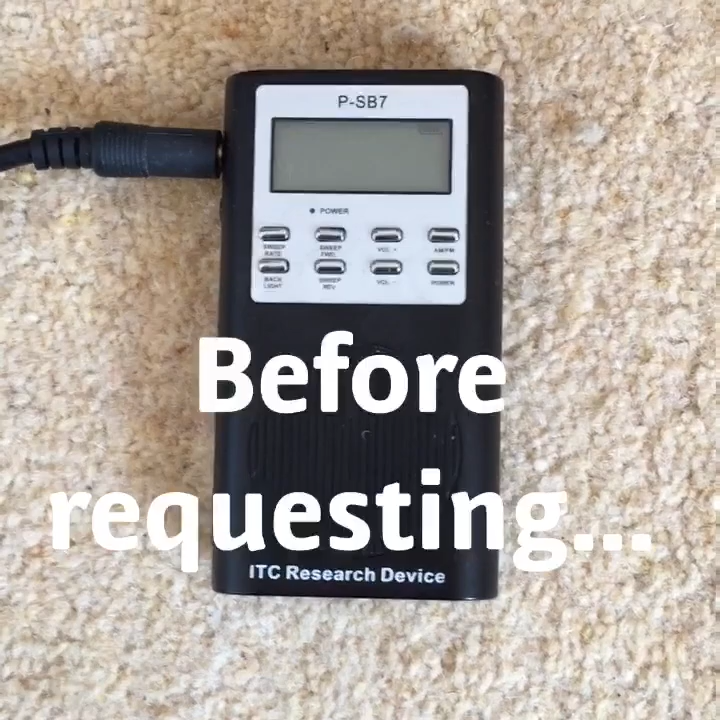 P-SB7
POWER
SWEEP RATE SWEEP FWD. VOL + AM/FM
BACK LIGHT SWEEP REV VOL - POWER
Before
requesting...
ITC Research Device